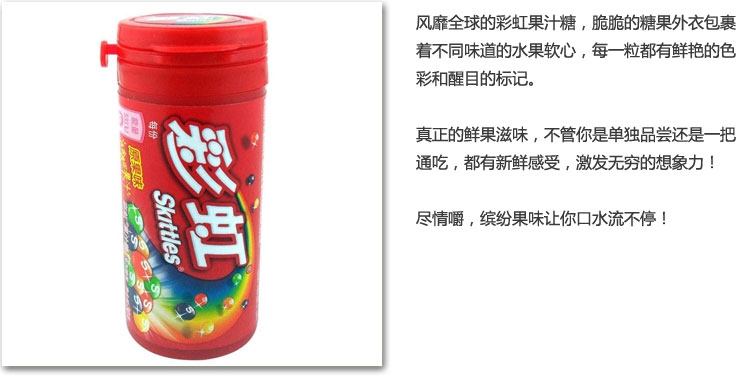 每份
能量
原果味
彩虹
Skittles®
风靡全球的彩虹果汁糖，脆脆的糖果外衣包裹
着不同味道的水果软心，每一粒都有鲜艳的色
彩和醒目的标记。
真正的鲜果滋味，不管你是单独品尝还是一把
通吃，都有新鲜感受，激发无穷的想象力！
尽情嚼，缤纷果味让你口水流不停！